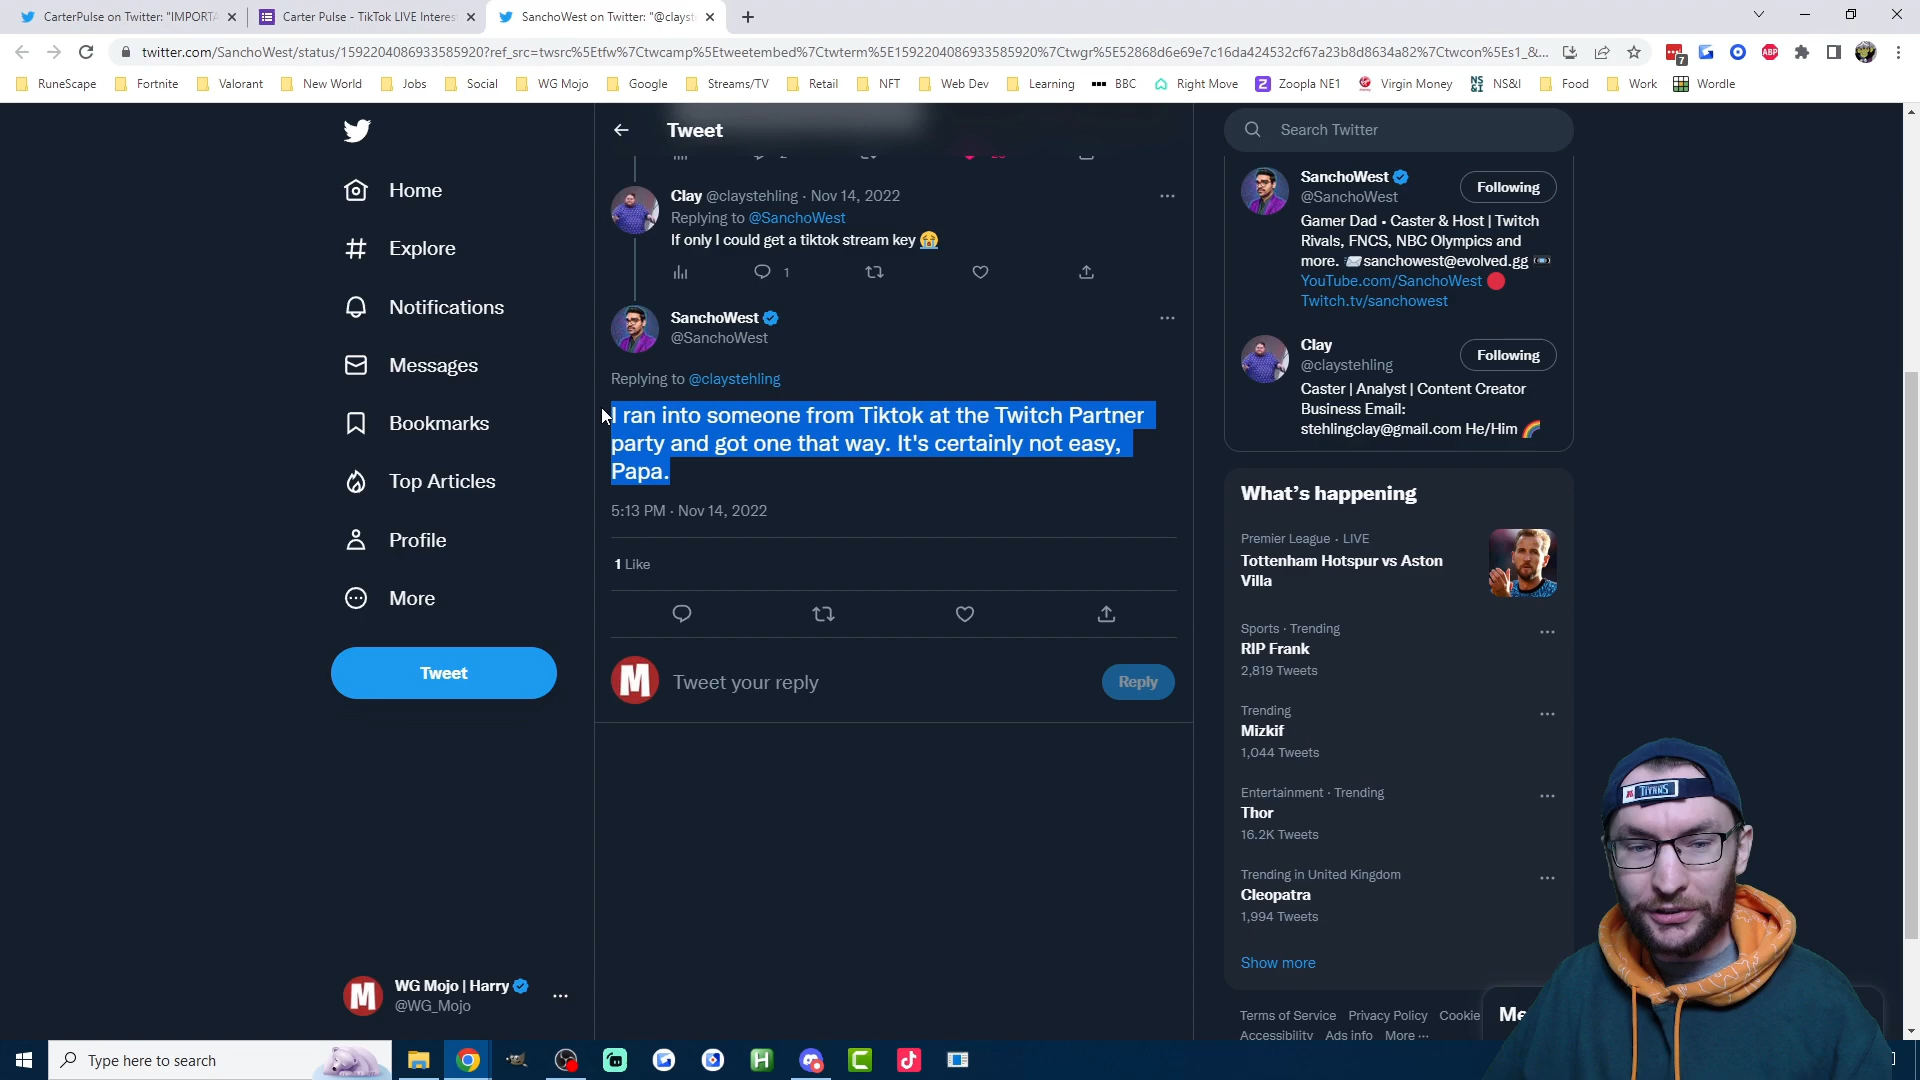 CarterPulse on Twitter: "IMPORTA
Carter Pulse - TikTok LIVE Interes
SanchoWest on Twitter: "@clayst
twitter.com/SanchoWest/status/1592204086933585920?ref_src=twsrc%5Etfw%7Ctwcamp%5Etweetembed%7Ctwterm%5E1592204086933585920%7Ctwgr%5E52868d6e69e7c16da424532cf67a23b8d8634a82%7Ctwcon%5Es1_&...
7
ABP
RuneScape
Fortnite
Valorant
New World
Jobs
Social
WG Mojo
Google
Streams/TV
Retail
NFT
Web Dev
Learning
BBC
Right Move
Zoopla NE1
Virgin Money
NS&I
Food
Work
Wordle
Home
Explore
Notifications
Messages
Bookmarks
Top Articles
Profile
More
Tweet
WG Mojo | Harry
@WG_Mojo
Tweet
Clay @claystehling · Nov 14, 2022
Replying to @SanchoWest
If only I could get a tiktok stream key 😭
1
SanchoWest
@SanchoWest
Replying to @claystehling
I ran into someone from Tiktok at the Twitch Partner
party and got one that way. It's certainly not easy,
Papa.
5:13 PM · Nov 14, 2022
1 Like
M
Tweet your reply
Reply
Search Twitter
SanchoWest
@SanchoWest
Following
Gamer Dad • Caster & Host | Twitch
Rivals, FNCS, NBC Olympics and
more. 📨sanchowest@evolved.gg
YouTube.com/SanchoWest 🔴
Twitch.tv/sanchowest
Clay
@claystehling
Following
Caster | Analyst | Content Creator
Business Email:
stehlingclay@gmail.com He/Him 🌈
What's happening
Premier League · LIVE
Tottenham Hotspur vs Aston
Villa
Sports · Trending
RIP Frank
2,819 Tweets
Trending
Mizkif
1,044 Tweets
Entertainment · Trending
Thor
16.2K Tweets
Trending in United Kingdom
Cleopatra
1,994 Tweets
Show more
Terms of Service Privacy Policy Cookie
Accessibility Ads info More ···
Me
TITANS
Type here to search